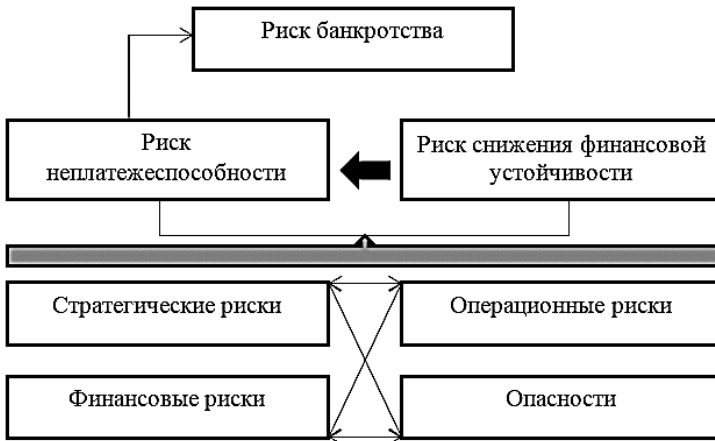 Риск банкротства
Риск
неплатежеспособности
Риск снижения финансовой
устойчивости
Стратегические риски
Операционные риски
Финансовые риски
Опасности